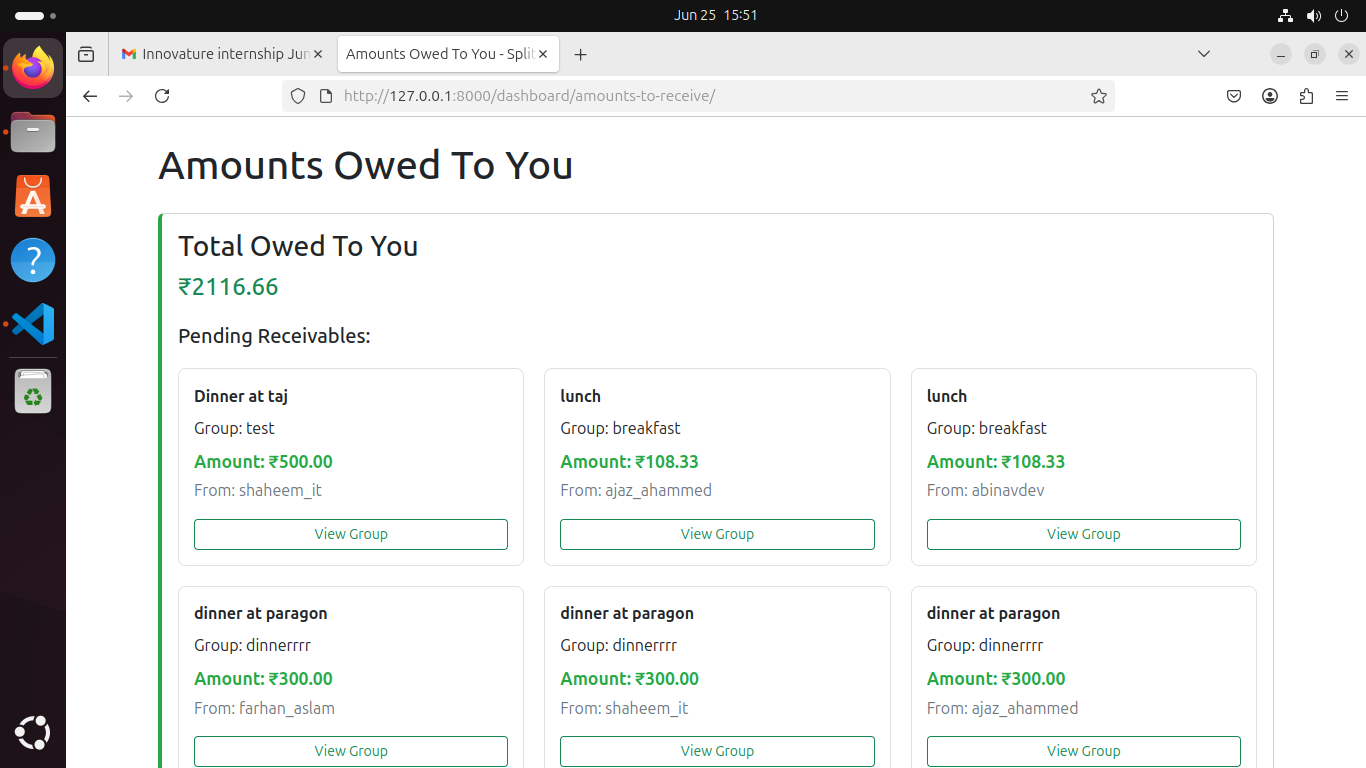 Jun 25 15:51
Innovature internship Jun
Amounts Owed To You - Split
http://127.0.0.1:8000/dashboard/amounts-to-receive/
Amounts Owed To You
Total Owed To You
₹2116.66
Pending Receivables:
Dinner at taj
Group: test
Amount: ₹500.00
From: shaheem_it
View Group
lunch
Group: breakfast
Amount: ₹108.33
From: ajaz_ahammed
View Group
lunch
Group: breakfast
Amount: ₹108.33
From: abinavdev
View Group
dinner at paragon
Group: dinnerrrr
Amount: ₹300.00
From: farhan_aslam
View Group
dinner at paragon
Group: dinnerrrr
Amount: ₹300.00
From: shaheem_it
View Group
dinner at paragon
Group: dinnerrrr
Amount: ₹300.00
From: ajaz_ahammed
View Group